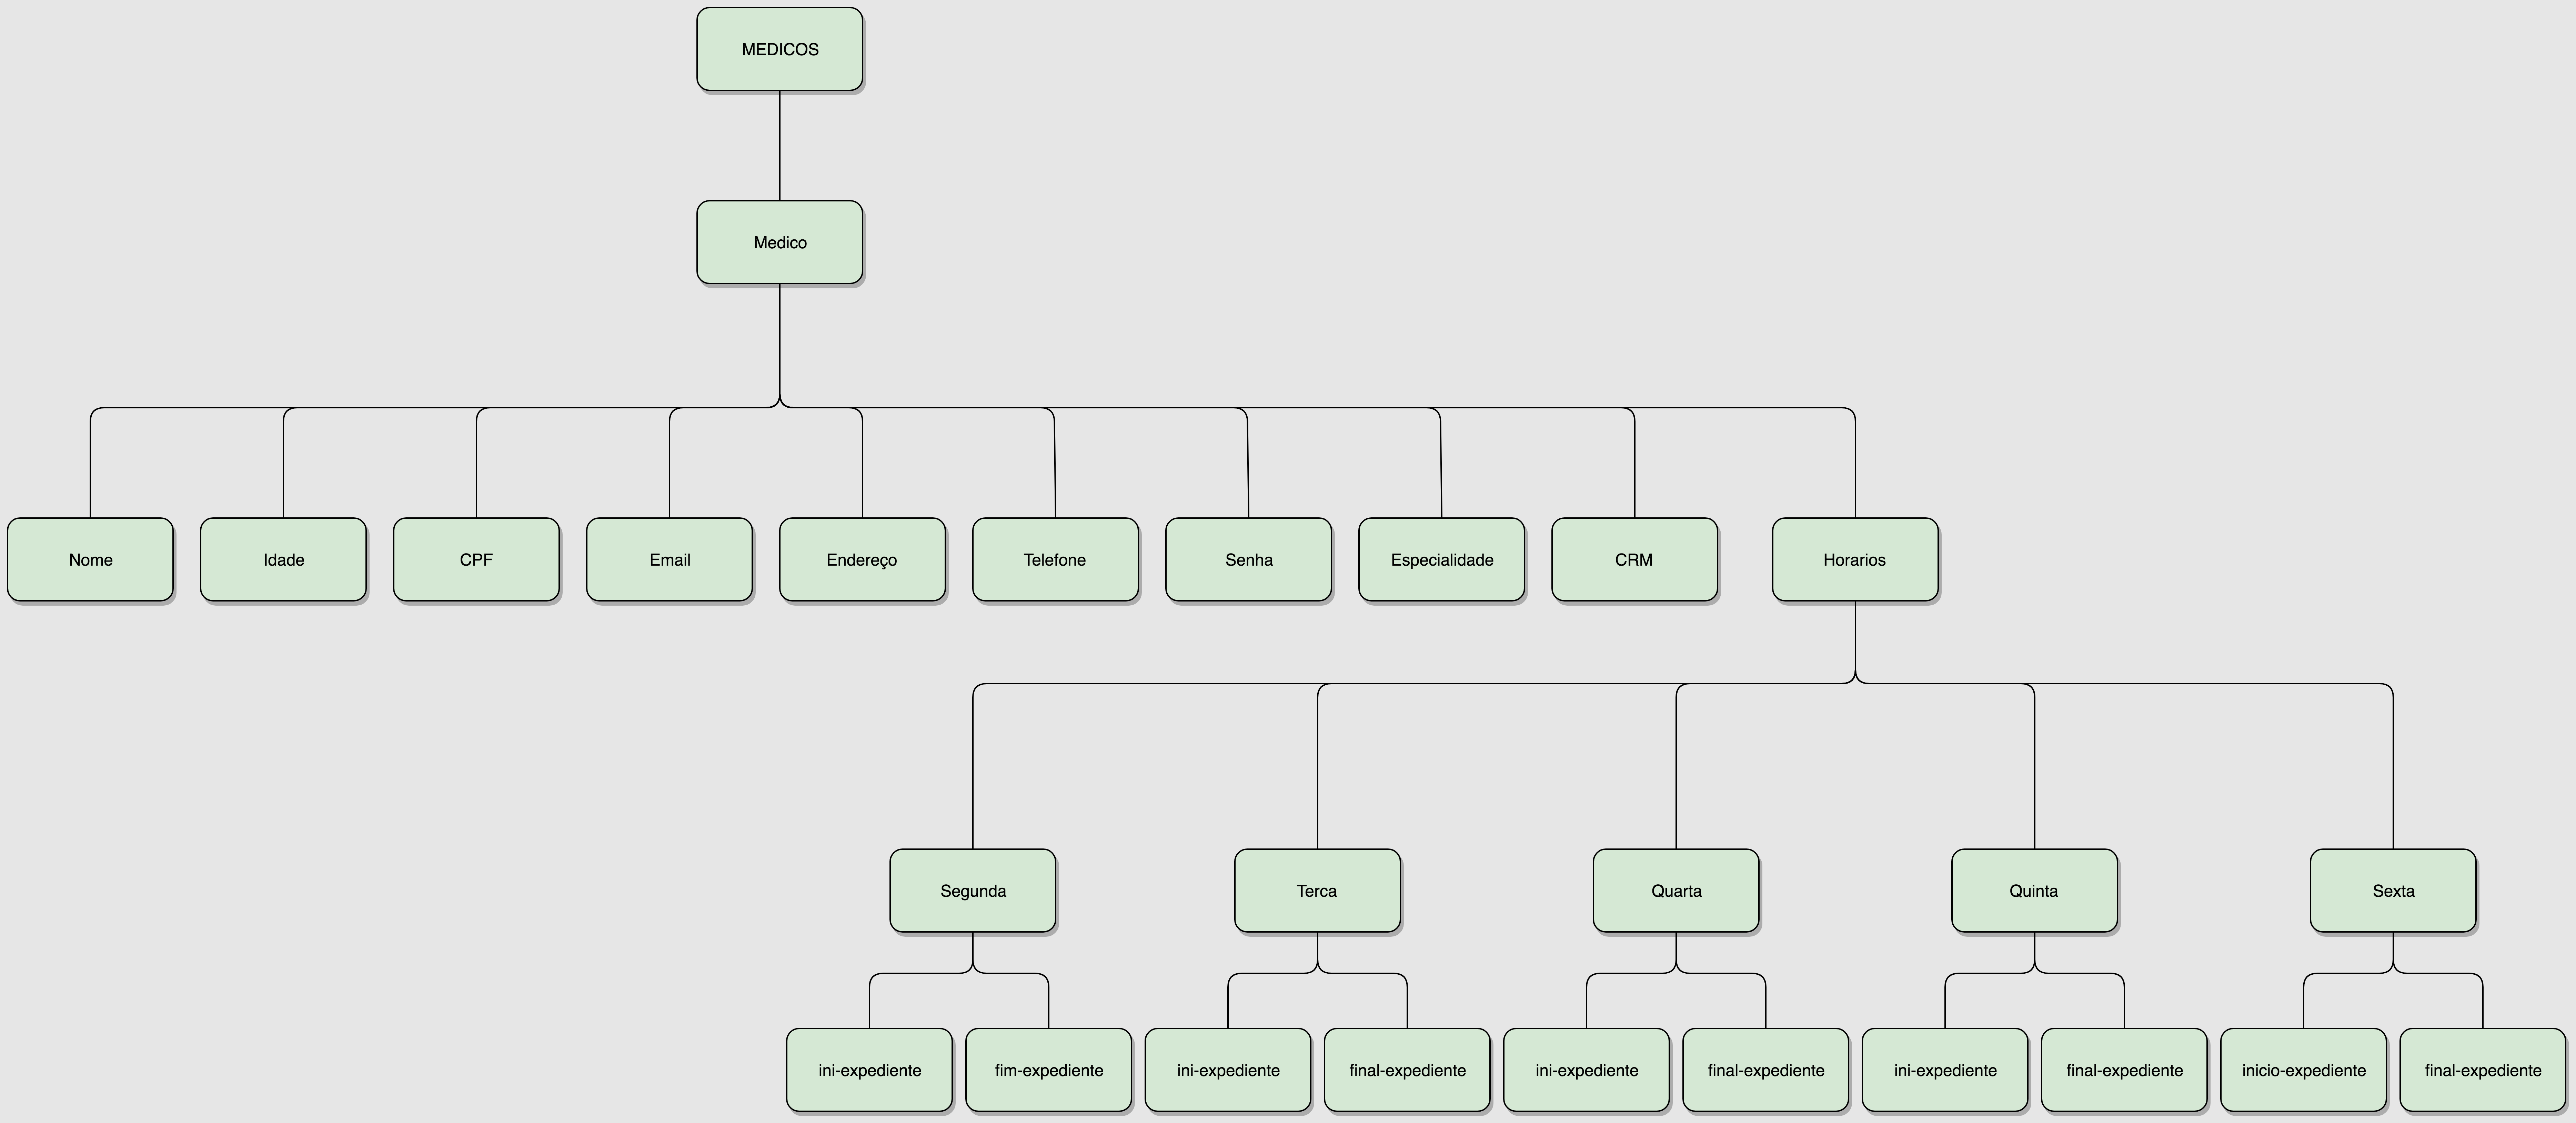 MEDICOS
Medico
Nome
Idade
CPF
Email
Endereço
Telefone
Senha
Especialidade
CRM
Horarios
Segunda
Terca
Quarta
Quinta
Sexta
ini-expediente
fim-expediente
ini-expediente
final-expediente
ini-expediente
final-expediente
ini-expediente
final-expediente
inicio-expediente
final-expediente